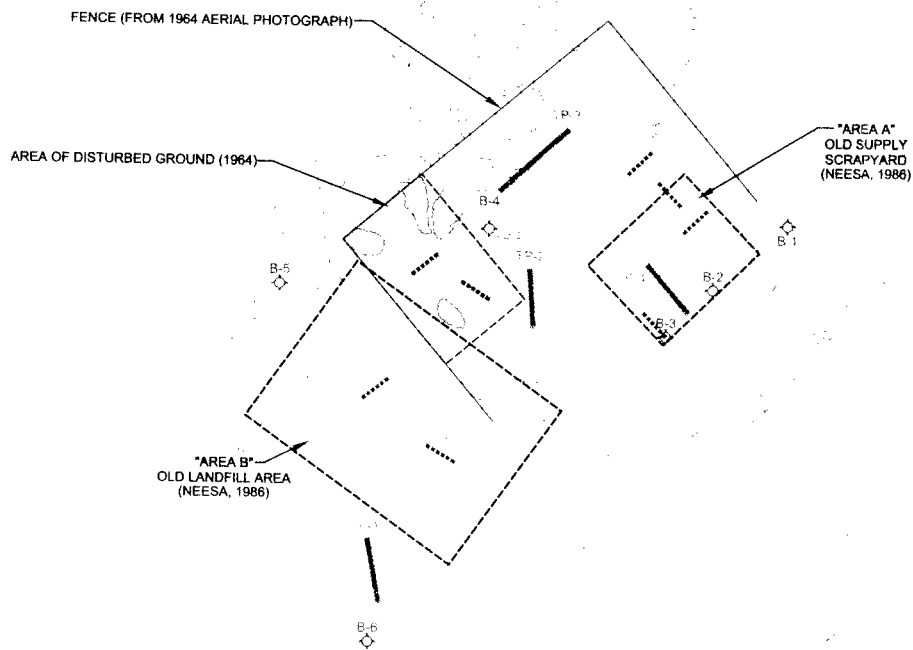 FENCE (FROM 1964 AERIAL PHOTOGRAPH)
"AREA A"
OLD SUPPLY
SCRAPYARD
(NEESA, 1986)
AREA OF DISTURBED GROUND (1964)
B-4
B-1
B-5
B-2
B-3
"AREA B"
OLD LANDFILL AREA
(NEESA, 1986)
B-6